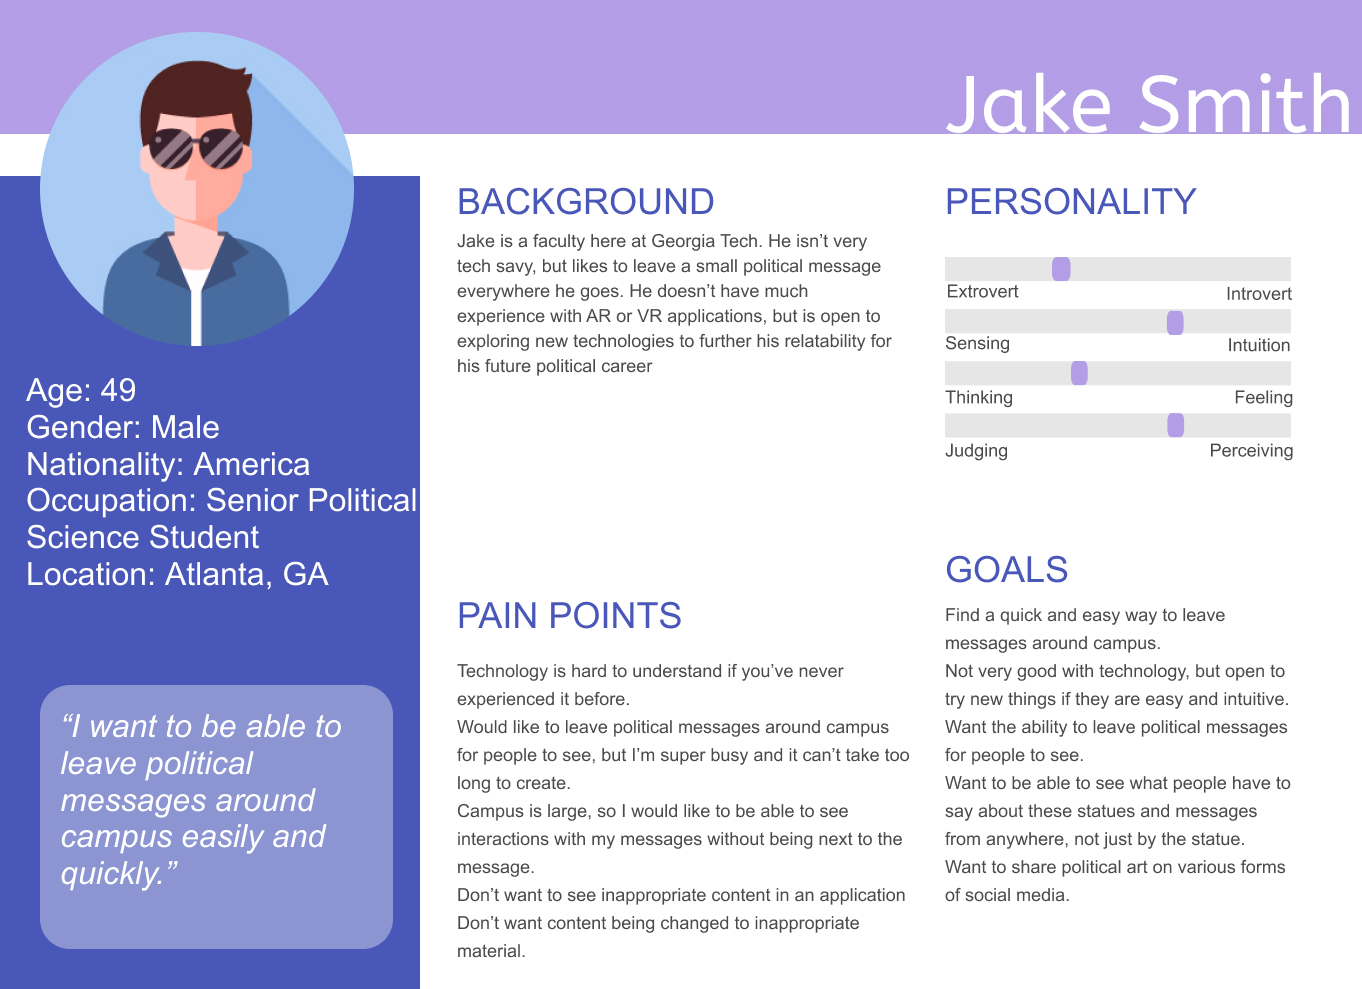 Jake Smith
Age: 49
Gender: Male
Nationality: America
Occupation: Senior Political
Science Student
Location: Atlanta, GA
“I want to be able to
leave political
messages around
campus easily and
quickly.”
BACKGROUND
Jake is a faculty here at Georgia Tech. He isn’t very
tech savy, but likes to leave a small political message
everywhere he goes. He doesn’t have much
experience with AR or VR applications, but is open to
exploring new technologies to further his relatability for
his future political career
PAIN POINTS
Technology is hard to understand if you’ve never
experienced it before.
Would like to leave political messages around campus
for people to see, but I’m super busy and it can’t take too
long to create.
Campus is large, so I would like to be able to see
interactions with my messages without being next to the
message.
Don’t want to see inappropriate content in an application
Don’t want content being changed to inappropriate
material.
PERSONALITY
Extrovert Introvert
Sensing Intuition
Thinking Feeling
Judging Perceiving
GOALS
Find a quick and easy way to leave
messages around campus.
Not very good with technology, but open to
try new things if they are easy and intuitive.
Want the ability to leave political messages
for people to see.
Want to be able to see what people have to
say about these statues and messages
from anywhere, not just by the statue.
Want to share political art on various forms
of social media.